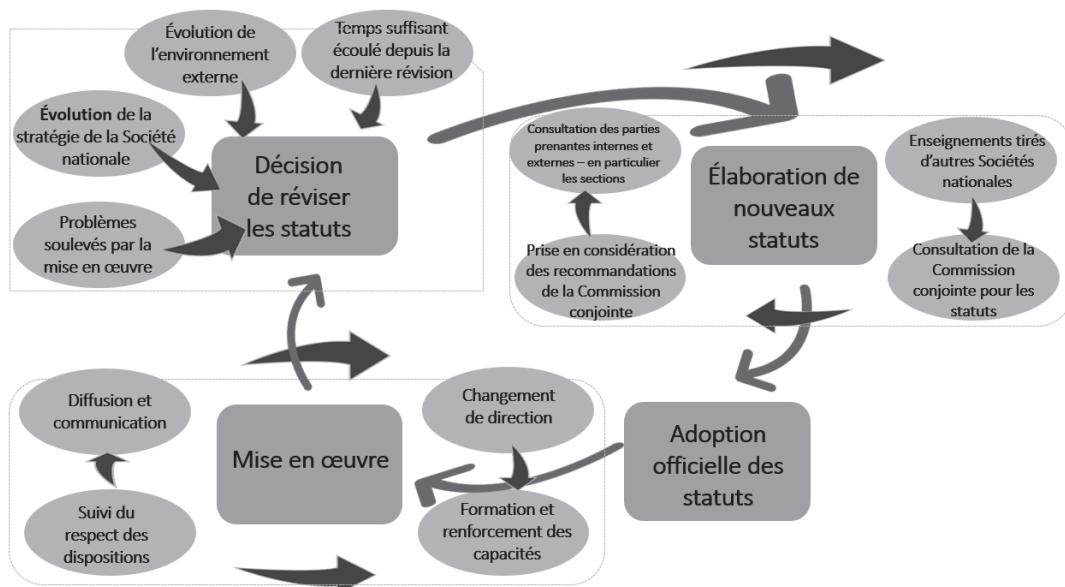 Évolution de
l'environnement
externe
Temps suffisant
écoulé depuis la
dernière révision
Évolution de la
stratégie de la Société
nationale
Problèmes
soulevés par la
mise en œuvre
Décision
de réviser
les statuts
Consultation des parties
prenantes internes et
externes – en particulier
les sections
Prise en considération
des recommandations
de la Commission
conjointe
Élaboration de
nouveaux
statuts
Enseignements tirés
d'autres Sociétés
nationales
Consultation de la
Commission
conjointe pour les
statuts
Diffusion et
communication
Suivi du
respect des
dispositions
Mise en œuvre
Changement
de direction
Formation et
renforcement des
capacités
Adoption
officielle des
statuts